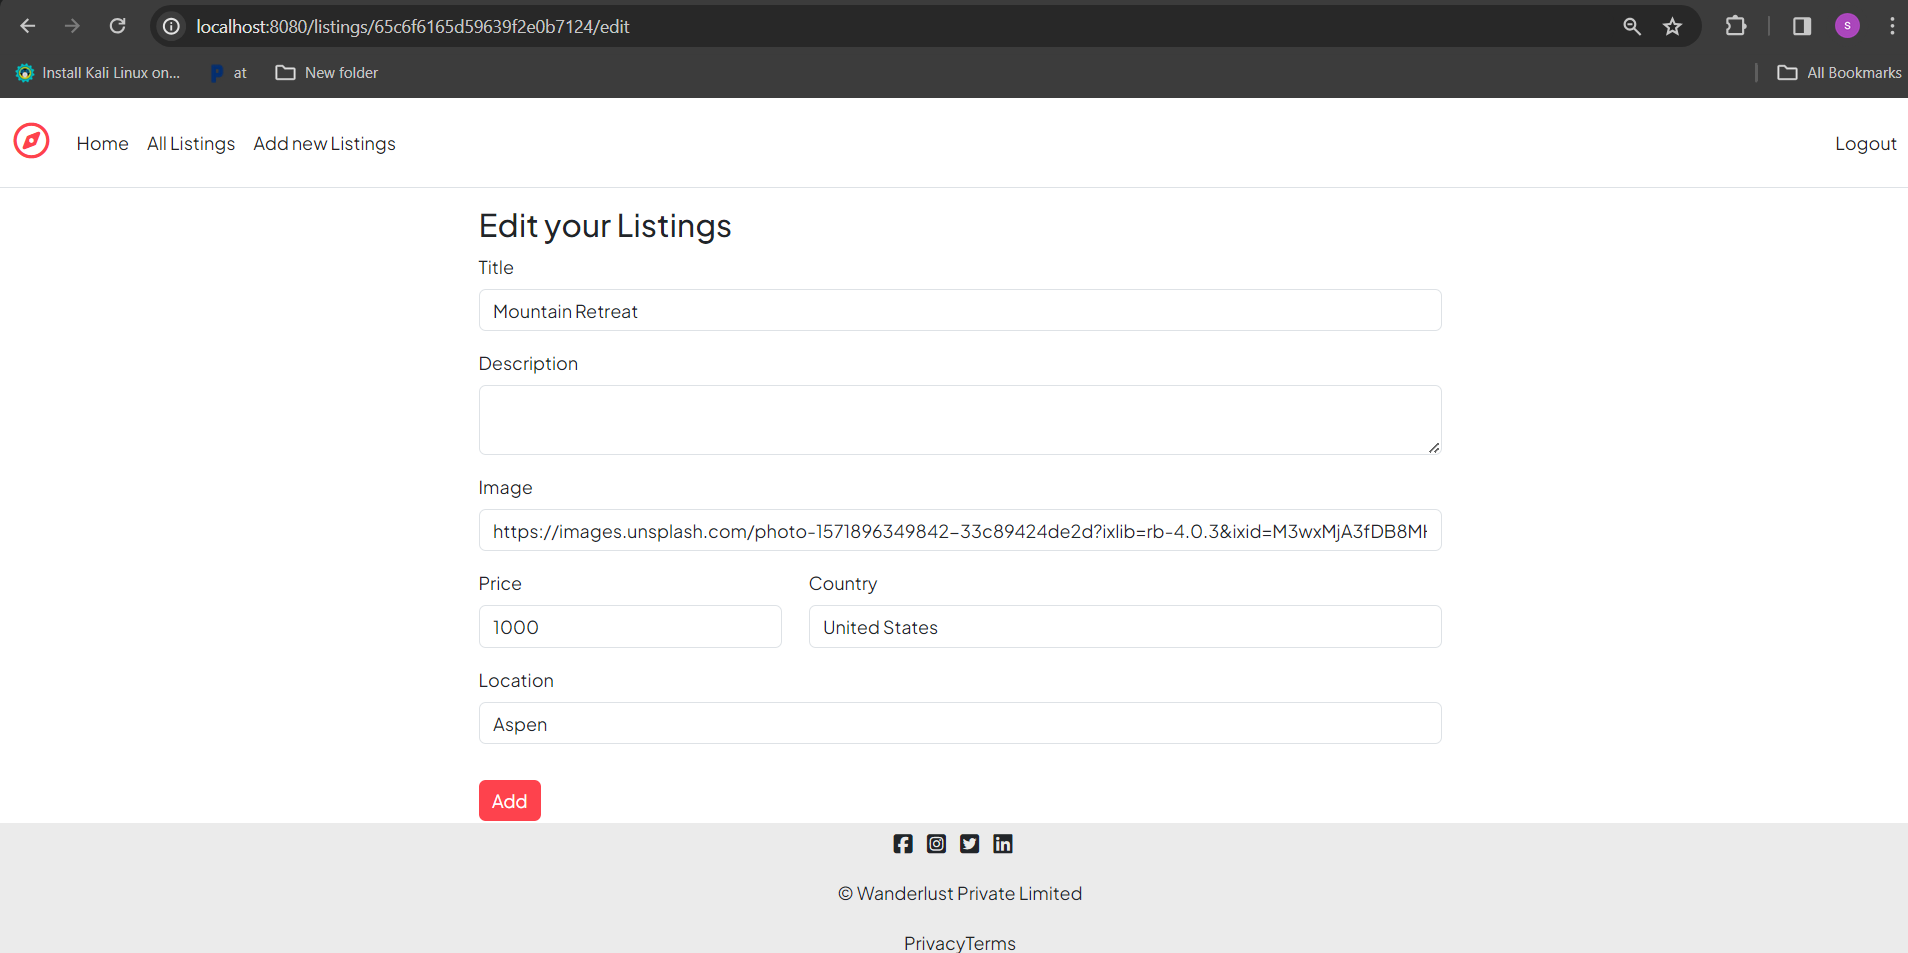 localhost:8080/listings/65c6f6165d59639f2e0b7124/edit
S
Install Kali Linux on...
at
New folder
All Bookmarks
Home
All Listings
Add new Listings
Logout
Edit your Listings
Title
Mountain Retreat
Description
Image
https://images.unsplash.com/photo-1571896349842-33c89424de2d?ixlib=rb-4.0.3&ixid=M3wxMjA3fDB8MH
Price
Country
1000
United States
Location
Aspen
Add
© Wanderlust Private Limited
PrivacyTerms